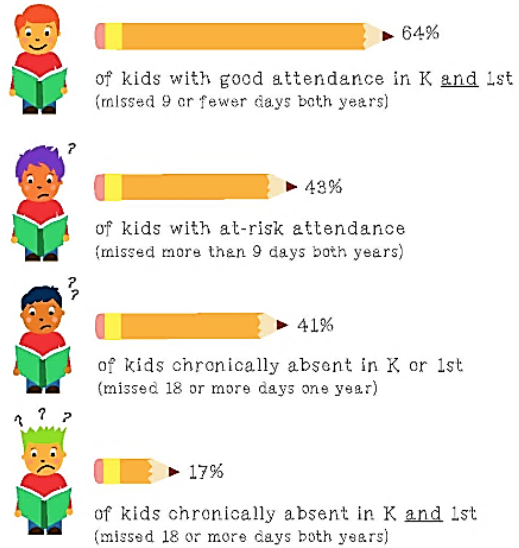 64%
of kids with good attendance in K and 1st
(missed 9 or fewer days both years)
?
43%
of kids with at-risk attendance
(missed more than 9 days both years)
?
?
41%
of kids chronically absent in K or 1st
(missed 18 or more days one year)
? ? ?
17%
of kids chronically absent in K and 1st
(missed 18 or more days both years)